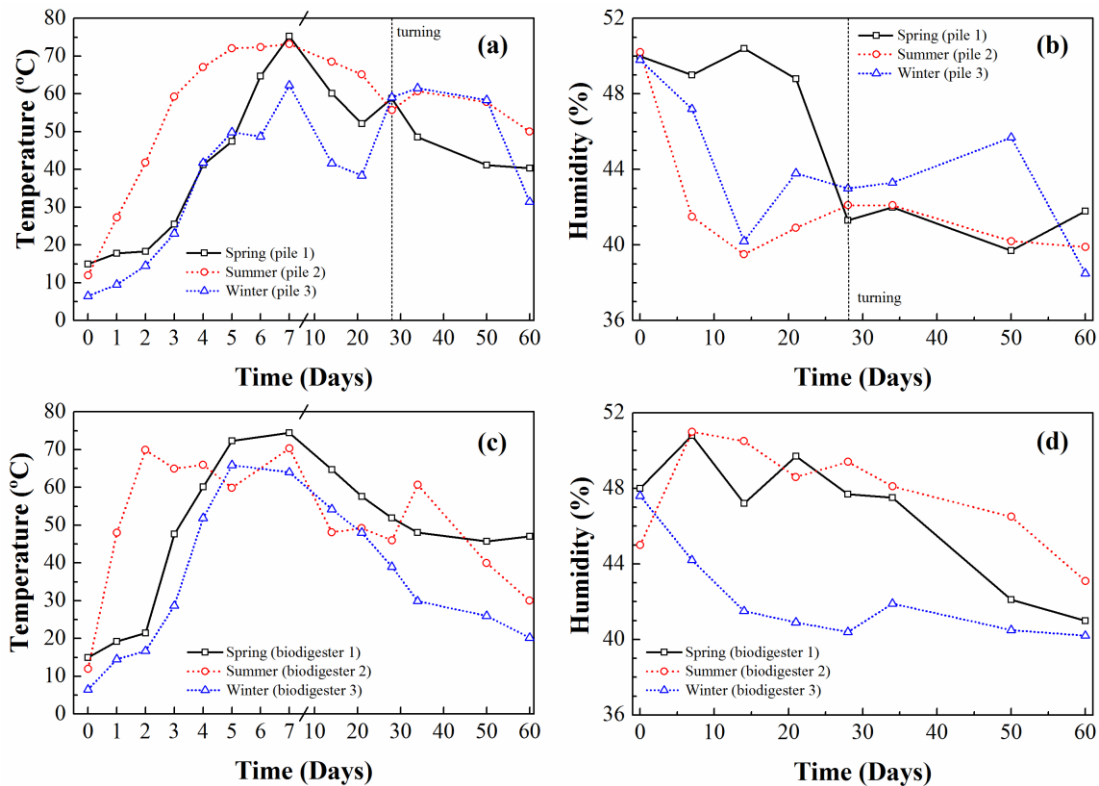 80
70
60
50
40
30
20
10
0
Temperature (ºC)
(a)
turning
Spring (pile 1)
Summer (pile 2)
Winter (pile 3)
0 1 2 3 4 5 6 7 10 20 30 40 50 60
Time (Days)
52
48
44
40
36
Humidity (%)
(b)
Spring (pile 1)
Summer (pile 2)
Winter (pile 3)
turning
0 10 20 30 40 50 60
Time (Days)
80
70
60
50
40
30
20
10
0
Temperature (ºC)
(c)
Spring (biodigester 1)
Summer (biodigester 2)
Winter (biodigester 3)
0 1 2 3 4 5 6 7 10 20 30 40 50 60
Time (Days)
52
48
44
40
36
Humidity (%)
(d)
Spring (biodigester 1)
Summer (biodigester 2)
Winter (biodigester 3)
0 10 20 30 40 50 60
Time (Days)